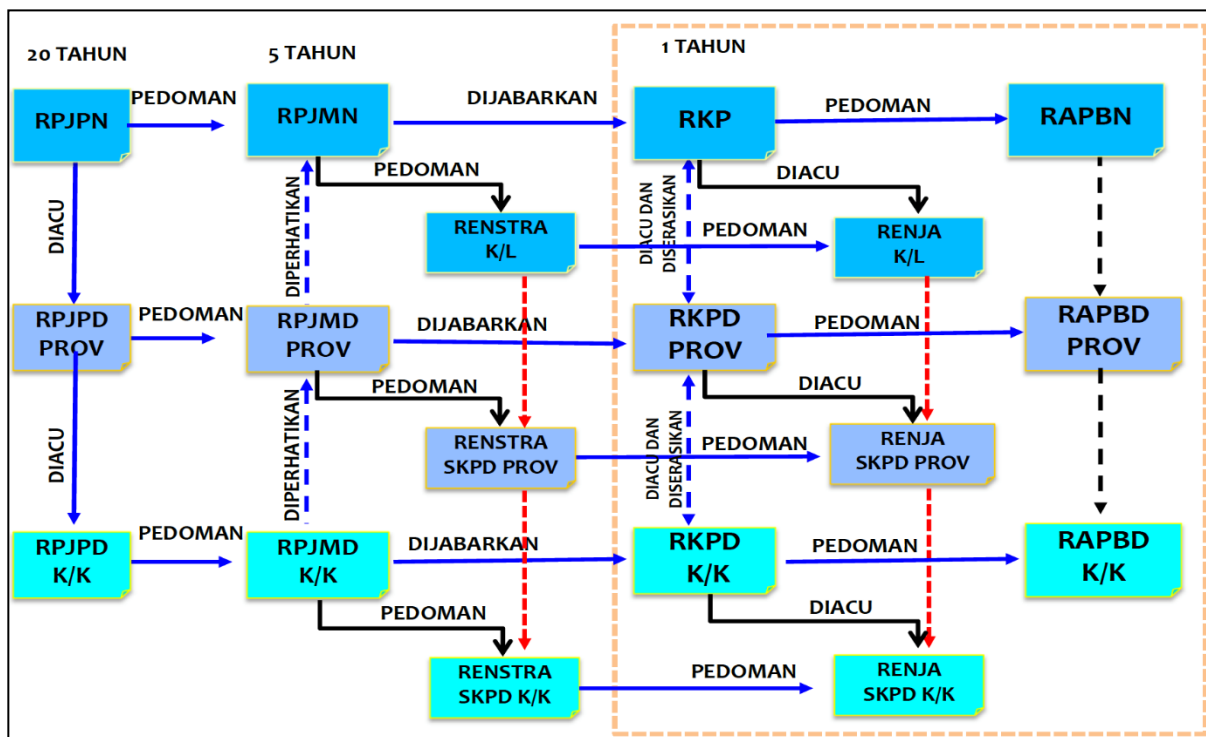 20 TAHUN
5 TAHUN
1 TAHUN
RPJPN
PEDOMAN
RPJMN
DIJABARKAN
RKP
PEDOMAN
RAPBN
DIACU
DIPERHATIKAN
PEDOMAN
RENSTRA
K/L
PEDOMAN
DIACU DAN
DISERASIKAN
DIACU
RENJA
K/L
RPJPD
PROV
PEDOMAN
RPJMD
PROV
DIJABARKAN
RKPD
PROV
PEDOMAN
RAPBD
PROV
DIACU
DIPERHATIKAN
PEDOMAN
RENSTRA
SKPD PROV
PEDOMAN
DIACU DAN
DISERASIKAN
DIACU
RENJA
SKPD PROV
RPJPD
K/K
PEDOMAN
RPJMD
K/K
DIJABARKAN
RKPD
K/K
PEDOMAN
RAPBD
K/K
PEDOMAN
RENSTRA
SKPD K/K
PEDOMAN
DIACU
RENJA
SKPD K/K